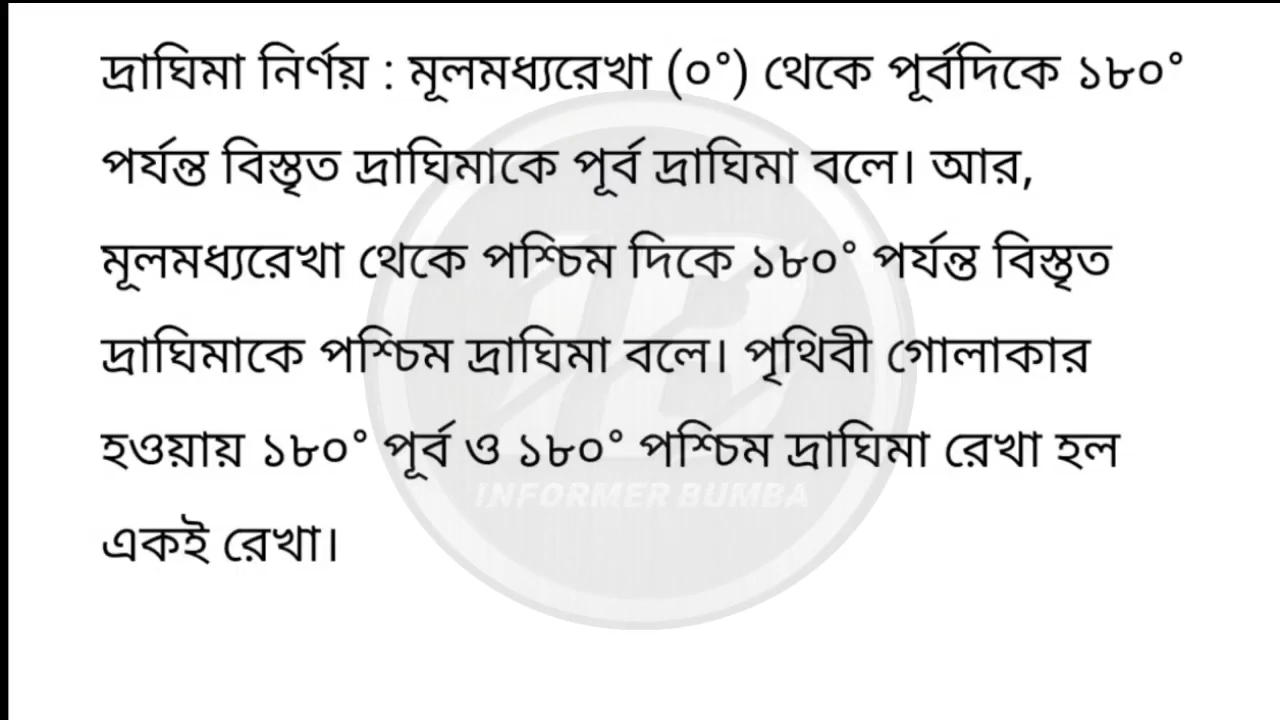 দ্রাঘিমা নির্ণয় : মূলমধ্যরেখা (০°) থেকে পূর্বদিকে ১৮০°
পর্যন্ত বিস্তৃত দ্রাঘিমাকে পূর্ব দ্রাঘিমা বলে। আর,
মূলমধ্যরেখা থেকে পশ্চিম দিকে ১৮০° পর্যন্ত বিস্তৃত
দ্রাঘিমাকে পশ্চিম দ্রাঘিমা বলে। পৃথিবী গোলাকার
হওয়ায় ১৮০° পূর্ব ও ১৮০° পশ্চিম দ্রাঘিমা রেখা হল
INFORMER BUMBA
একই রেখা।